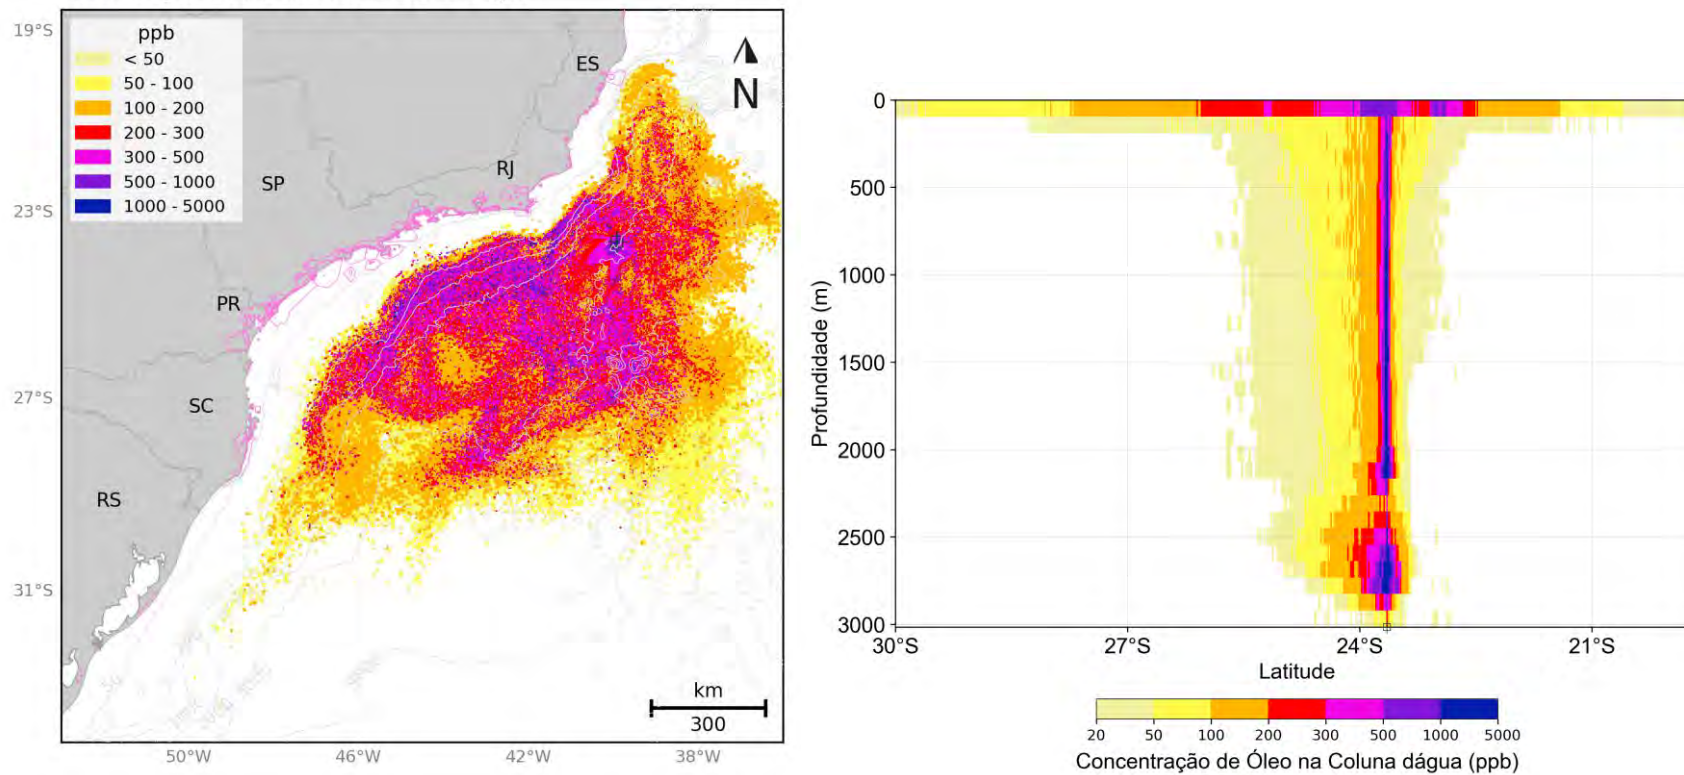 19°S
23°S
27°S
31°S
50°W
46°W
42°W
38°W
ppb
< 50
50 - 100
100 - 200
200 - 300
300 - 500
500 - 1000
1000 - 5000
ES
N
RJ
SP
PR
SC
RS
km
300
0
500
1000
1500
2000
2500
3000
Profundidade (m)
30°S
27°S
24°S
21°S
Latitude
20
50
100
200
300
500
1000
5000
Concentração de Óleo na Coluna dágua (ppb)